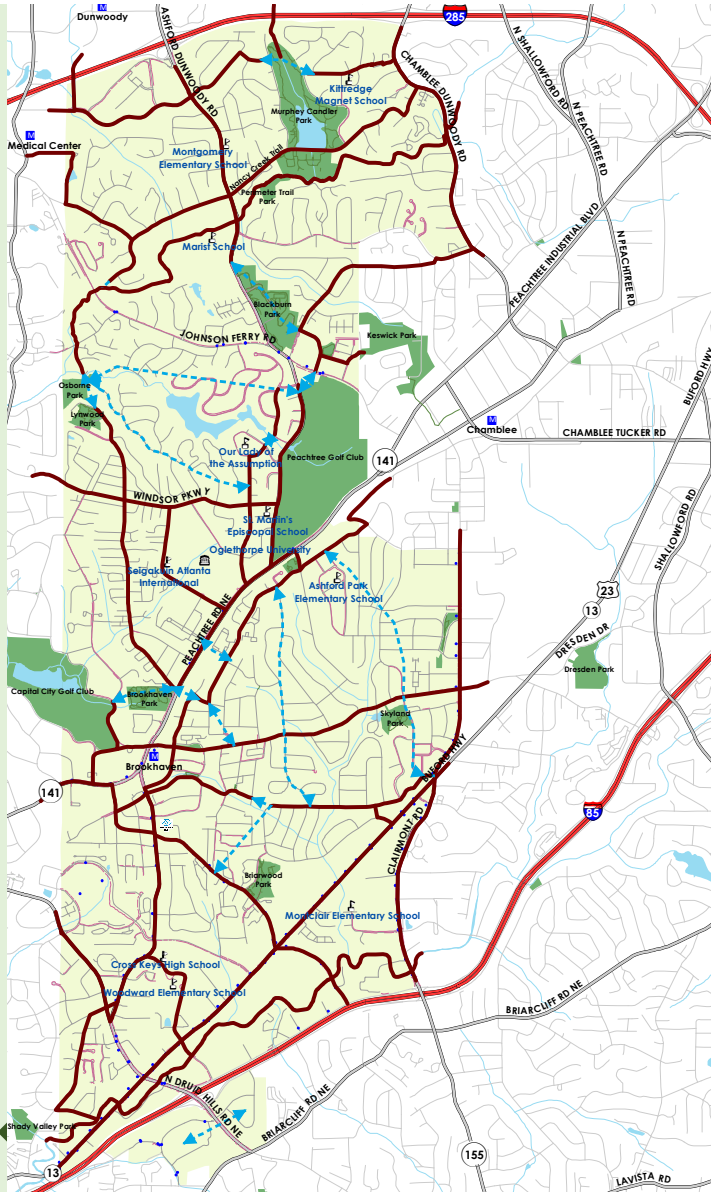 M
Dunwoody
285
ASHFORD DUNWOODY RD
N SHALLOWFORD RD
CHAMBLEE DUNWOODY RD
Kittredge
Magnet School
Murphey Candler
Park
N PEACHTREE RD
M
Medical Center
Montgomery
Elementary School
Nancy Creek Trail
Perimeter Trail
Park
Marist School
PEACHTREE INDUSTRIAL BLVD
N PEACHTREE RD
Blackburn
Park
JOHNSON FERRY RD
Keswick Park
BUFORD HWY
Osborne
Park
Lynwood
Park
M
Chamblee
CHAMBLEE TUCKER RD
Our Lady of
the Assumption
Peachtree Golf Club
141
WINDSOR PKWY
SHALLOWFORD RD
St. Martin's
Episcopal School
Oglethorpe University
Seigakuin Atlanta
International
Ashford Park
Elementary School
23
13
PEACHTREE RD NE
DRESDEN DR
Dresden Park
Capital City Golf Club
Brookhaven
Park
Skyland
Park
M
Brookhaven
BUFORD HWY
141
85
CLAIRMONT RD
Briarwood
Park
Montclair Elementary School
Cross Keys High School
Woodward Elementary School
BRIARCLIFF RD NE
N DRUID HILLS RD NE
BRIARCLIFF RD NE
Shady Valley Park
155
13
LAVISTA RD